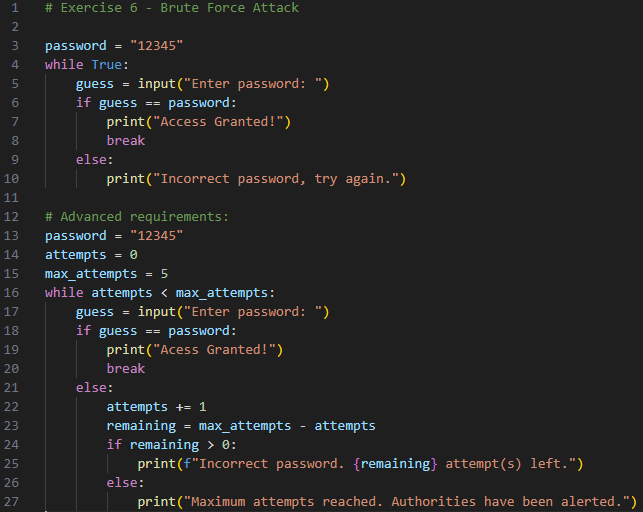 1 # Exercise 6 - Brute Force Attack
2
3 password = "12345"
4 while True:
5     guess = input("Enter password: ")
6     if guess == password:
7         print("Access Granted!")
8         break
9     else:
10         print("Incorrect password, try again.")
11
12 # Advanced requirements:
13 password = "12345"
14 attempts = 0
15 max_attempts = 5
16 while attempts < max_attempts:
17     guess = input("Enter password: ")
18     if guess == password:
19         print("Acess Granted!")
20         break
21     else:
22         attempts += 1
23         remaining = max_attempts - attempts
24         if remaining > 0:
25             print(f"Incorrect password. {remaining} attempt(s) left.")
26         else:
27             print("Maximum attempts reached. Authorities have been alerted.")